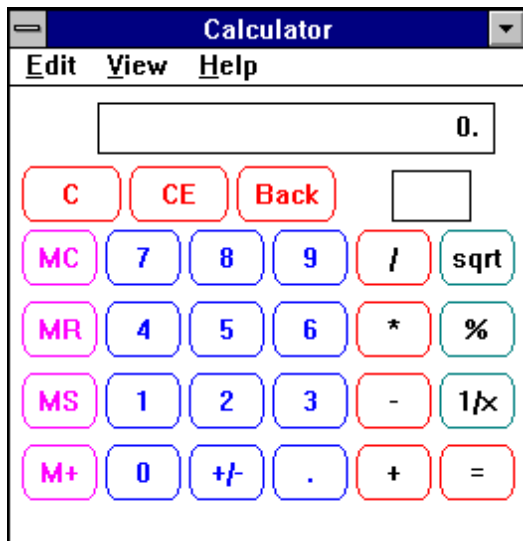 Calculator
Edit View Help
0.
C CE Back
MC 7 8 9 / sqrt
MR 4 5 6 * %
MS 1 2 3 - 1/x
M+ 0 +/- . + =